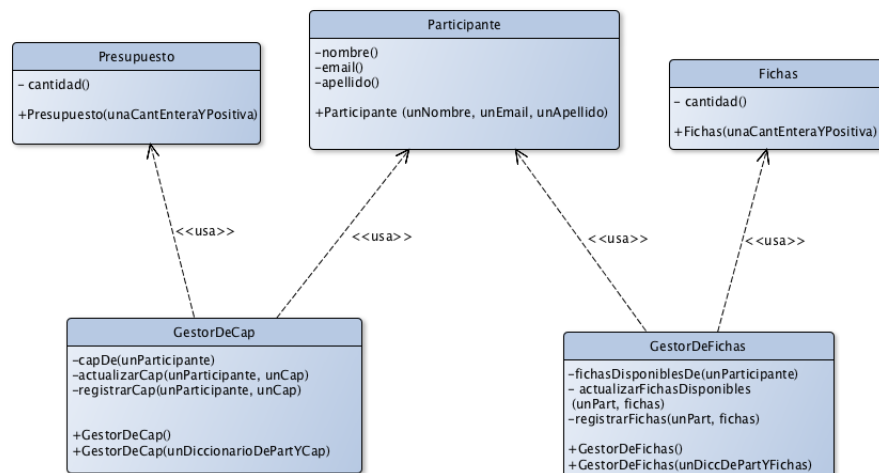 Participante
−nombre()
−email()
−apellido()
+Participante (unNombre, unEmail, unApellido)
Presupuesto
− cantidad()
+Presupuesto(unaCantEnteraYPositiva)
Fichas
− cantidad()
+Fichas(unaCantEnteraYPositiva)
<<usa>>
<<usa>>
<<usa>>
<<usa>>
GestorDeCap
−capDe(unParticipante)
−actualizarCap(unParticipante, unCap)
−registrarCap(unParticipante, unCap)
+GestorDeCap()
+GestorDeCap(unDiccionarioDePartYCap)
GestorDeFichas
−fichasDisponiblesDe(unParticipante)
− actualizarFichasDisponibles
(unPart, fichas)
−registrarFichas(unPart, fichas)
+GestorDeFichas()
+GestorDeFichas(unDiccDePartYFichas)